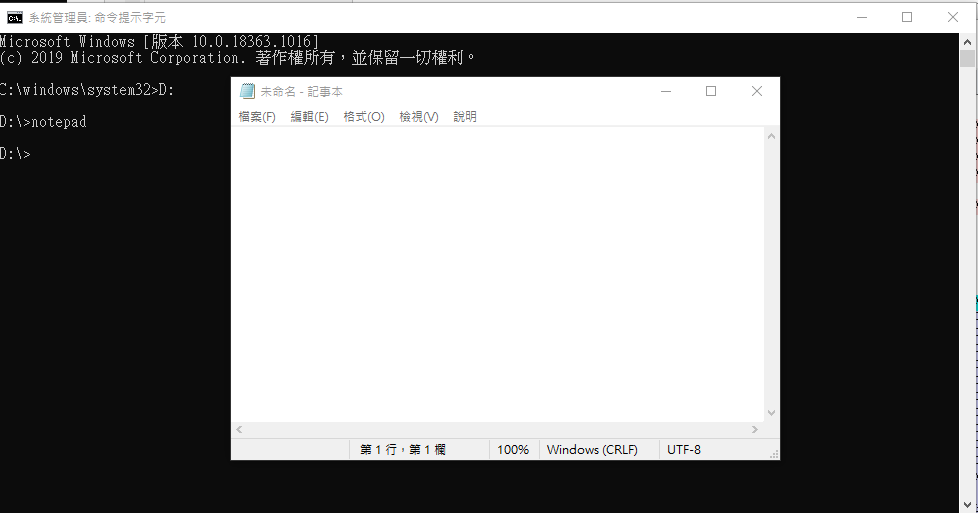 系統管理員: 命令提示字元
Microsoft Windows [版本 10.0.18363.1016]
(c) 2019 Microsoft Corporation. 著作權所有，並保留一切權利。
C:\windows\system32>D:
D:\>notepad
D:\>
未命名 - 記事本
檔案(F) 編輯(E) 格式(O) 檢視(V) 說明
第 1 行，第 1 欄 100% Windows (CRLF) UTF-8